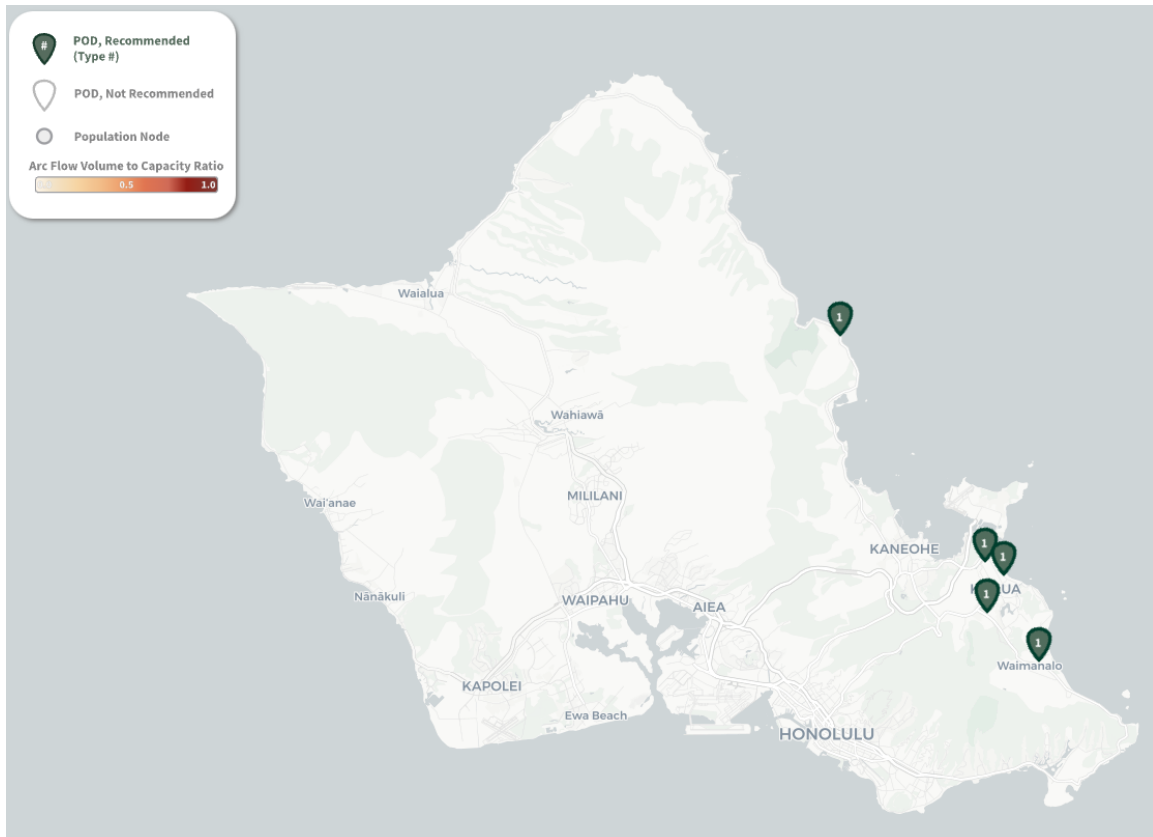 #
POD, Recommended
(Type #)
POD, Not Recommended
Population Node
Arc Flow Volume to Capacity Ratio
0.5
1.0
Waialua
1
Wahiawā
MILILANI
Wai'anae
KANEOHE
1
1
Nānākuli
WAIPAHU
AIEA
1
UA
1
Waimanalo
KAPOLEI
Ewa Beach
HONOLULU